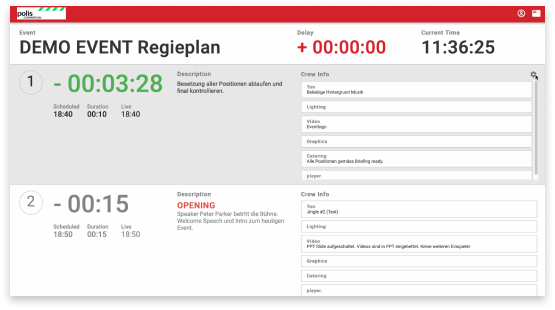 polis
Event
DEMO EVENT Regieplan
Delay
+ 00:00:00
Current Time
11:36:25
1
- 00:03:28
Scheduled Duration Live
18:40 00:10 18:40
Description
Besetzung aller Positionen ablaufen und
final kontrollieren.
Crew Info
Ton
Beliebige Hintergrund Musik
Lighting
Video
Eventlogo
Graphics
Catering
Alle Positionen gemäss Briefing ready.
player.
2
- 00:15
Scheduled Duration Live
18:50 00:15 18:50
Description
OPENING
Speaker Peter Parker betritt die Bühne.
Welcome Speech und Intro zum heutigen
Event.
Crew Info
Ton
Jingle #2 (Test)
Lighting
Video
PPT Slide aufgeschaltet. Videos sind in PPT eingebettet. Keine weiteren Einspieler
Graphics
Catering
player.